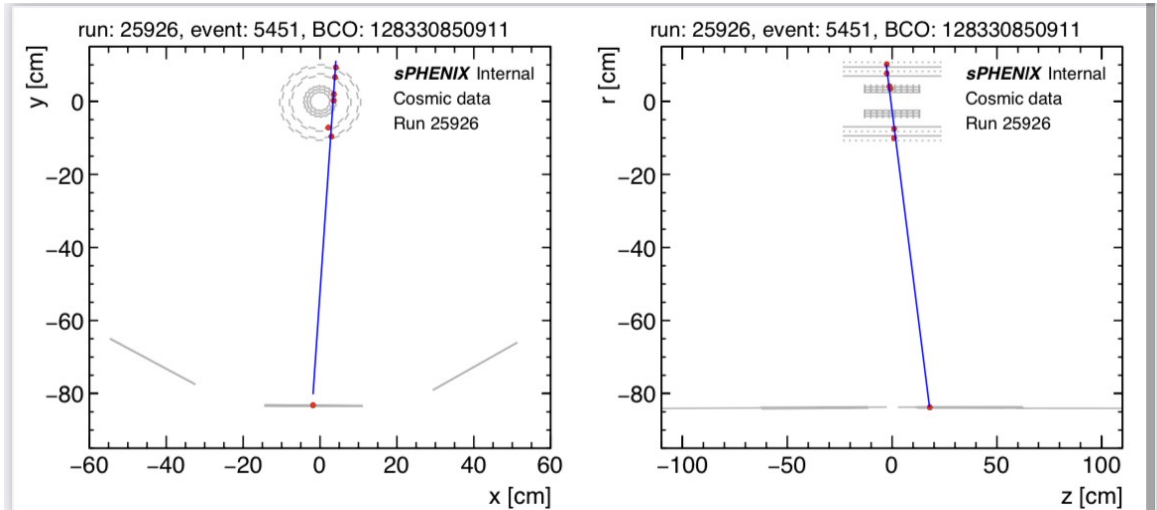 run: 25926, event: 5451, BCO: 128330850911
y [cm]
sPHENIX Internal
Cosmic data
Run 25926
0
−20
−40
−60
−80
−60 −40 −20 0 20 40 60
x [cm]
run: 25926, event: 5451, BCO: 128330850911
r [cm]
sPHENIX Internal
Cosmic data
Run 25926
0
−20
−40
−60
−80
−100 −50 0 50 100
z [cm]